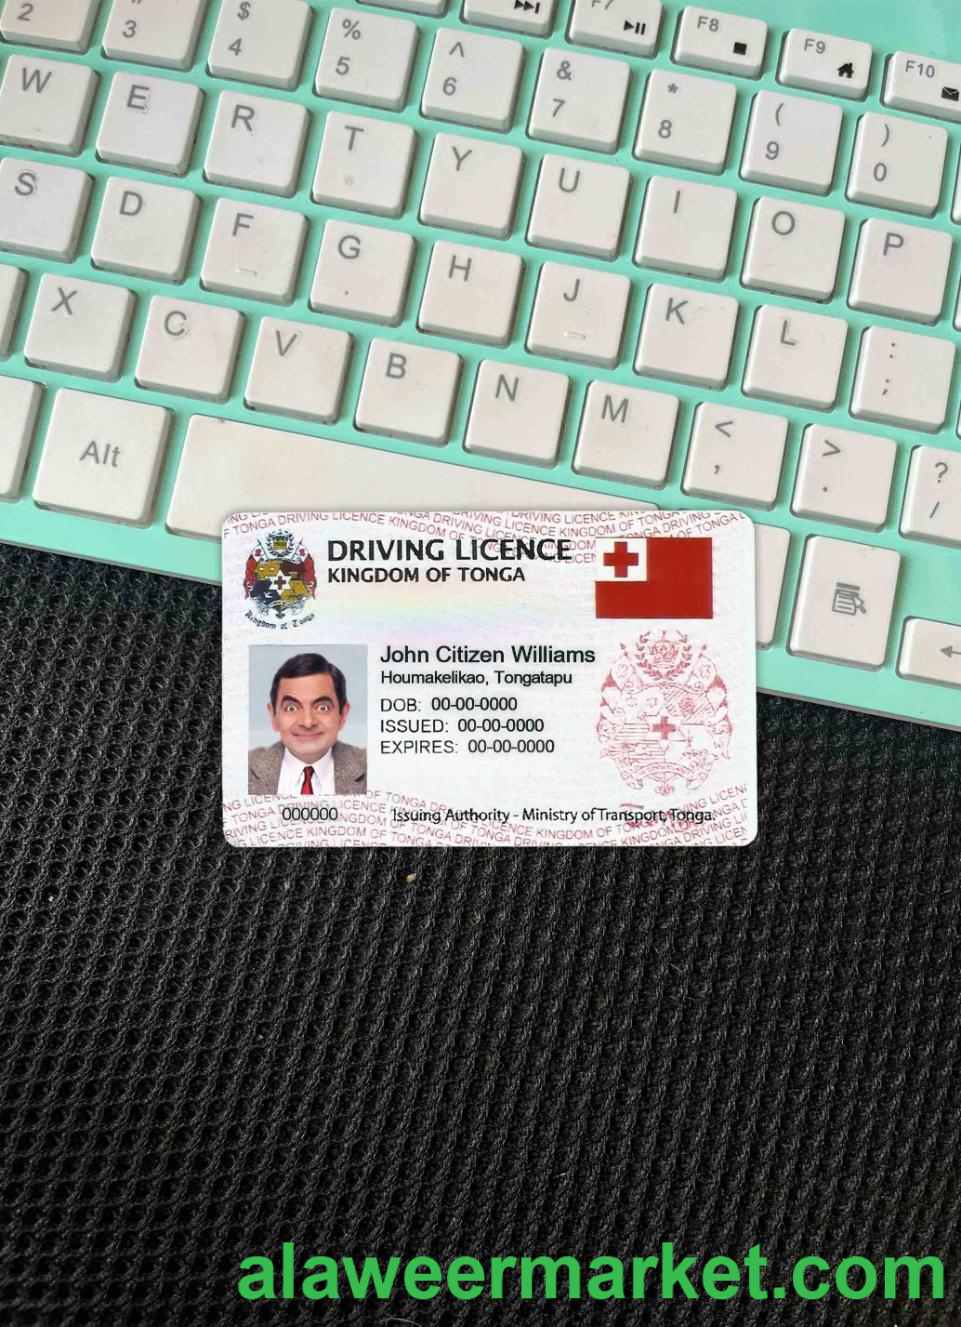 2 3 $ 4 % 5 ^ 6 & 7 * 8 ( 9 ) 0
F7 F8 F9 F10
W E R T Y U I O P
S D F G H J K L : ;
X C V B N M < , > . ? /
Alt
DRIVING LICENCE
KINGDOM OF TONGA
Kingdom of Tonga
John Citizen Williams
Houmakelikao, Tongatapu
DOB: 00-00-0000
ISSUED: 00-00-0000
EXPIRES: 00-00-0000
000000 Issuing Authority - Ministry of Transport, Tonga.
alaweermarket.com